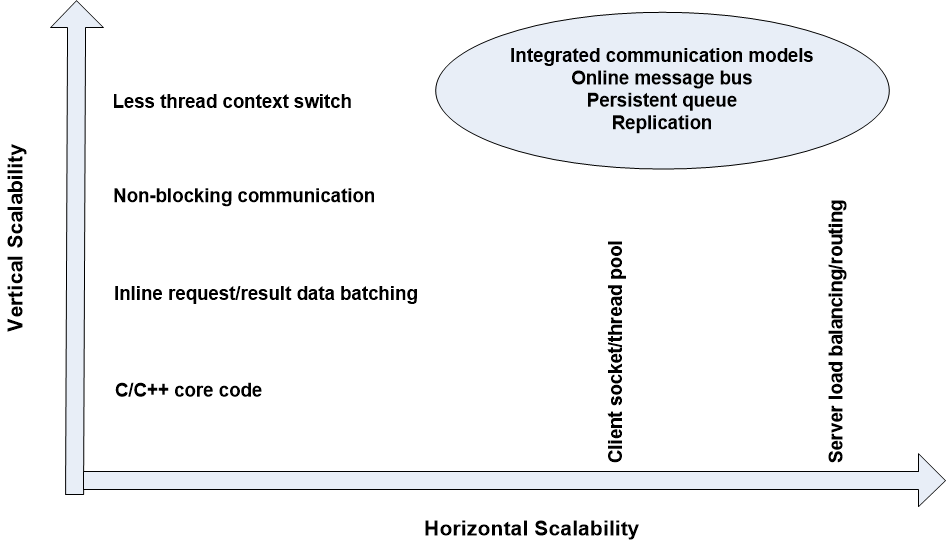 Integrated communication models
Online message bus
Persistent queue
Replication
Less thread context switch
Non-blocking communication
Inline request/result data batching
C/C++ core code
Vertical Scalability
Client socket/thread pool
Server load balancing/routing
Horizontal Scalability